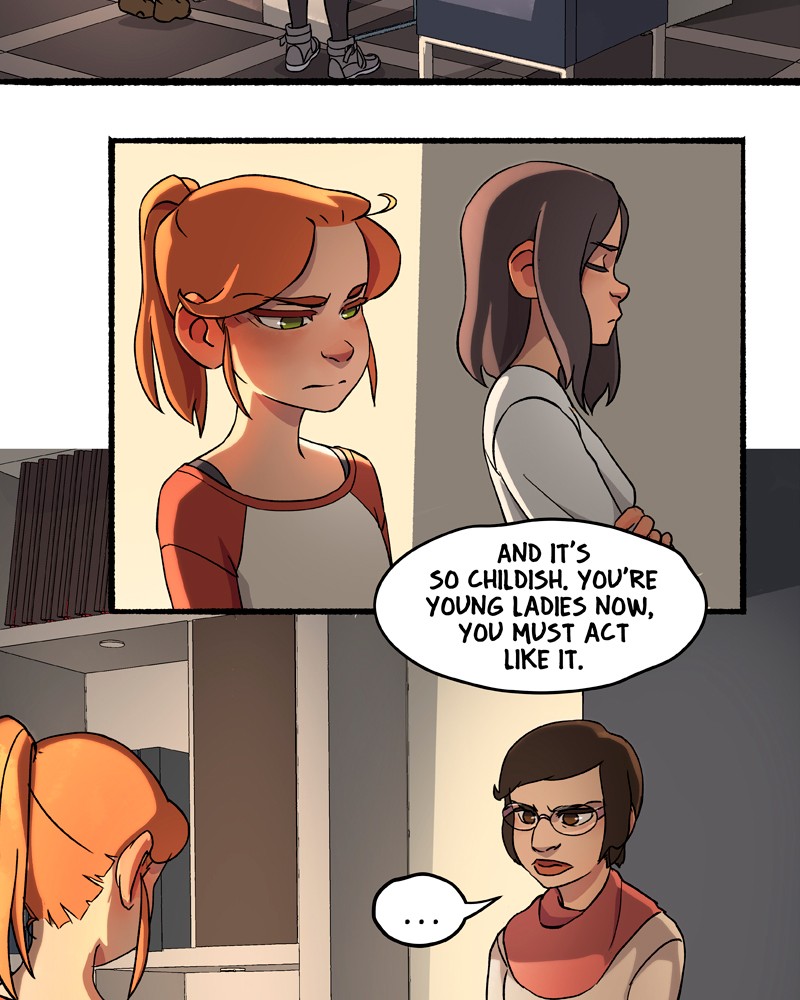 AND IT'S
SO CHILDISH. YOU'RE
YOUNG LADIES NOW,
YOU MUST ACT
LIKE IT.
...